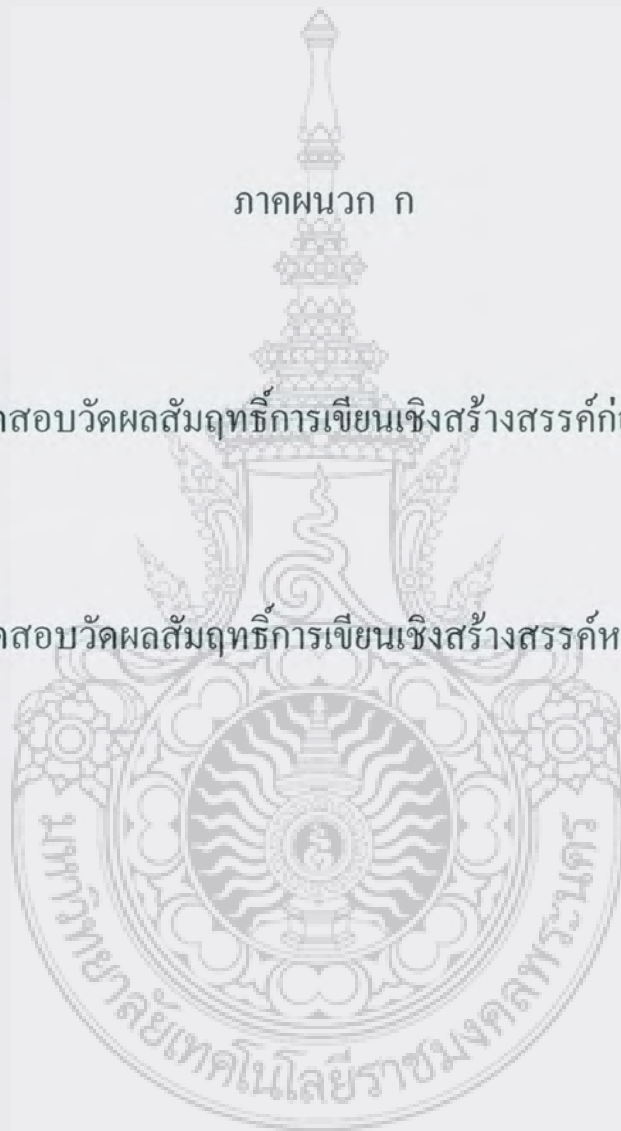 ภาคผนวก ก
สอบวัดผลสัมฤทธิ์การเขียนเชิงสร้างสรรค์ก่
สอบวัดผลสัมฤทธิ์การเขียนเชิงสร้างสรรค์ห
มหาวิทยาลัยเทคโนโลยีราชมงคลพระนคร